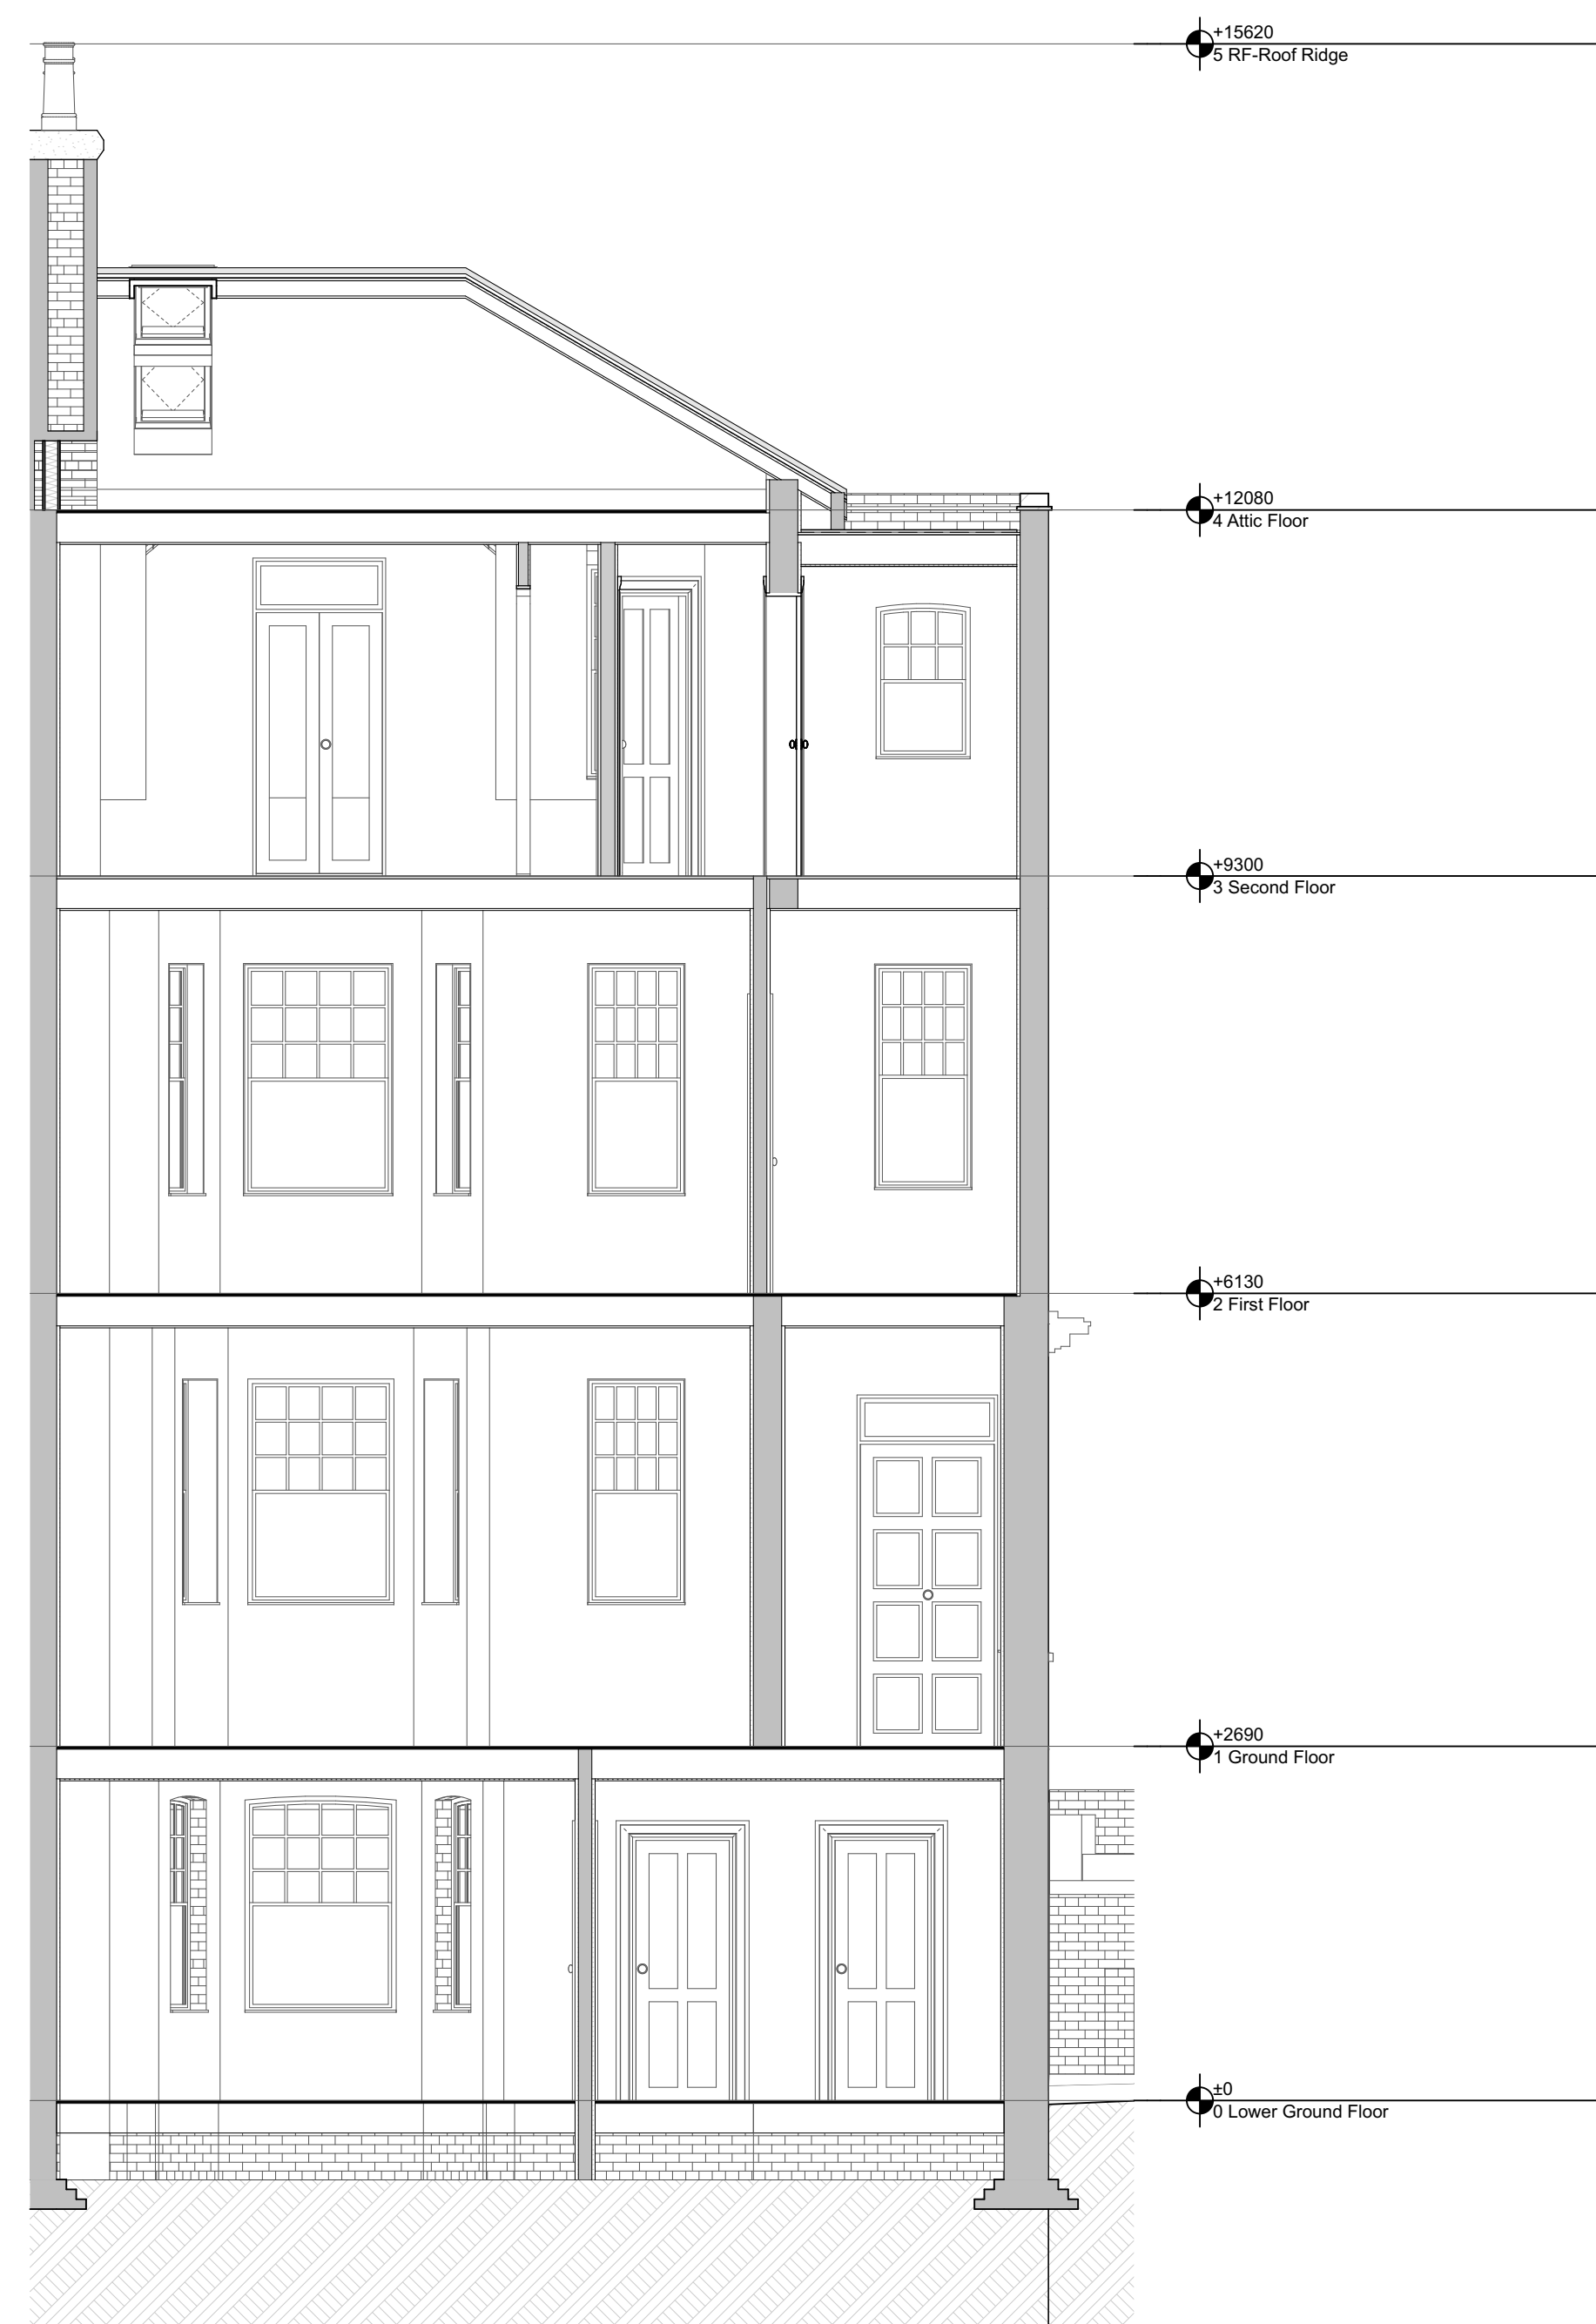 +15620
5 RF-Roof Ridge
+12080
4 Attic Floor
+9300
3 Second Floor
+6130
2 First Floor
+2690
1 Ground Floor
±0
0 Lower Ground Floor